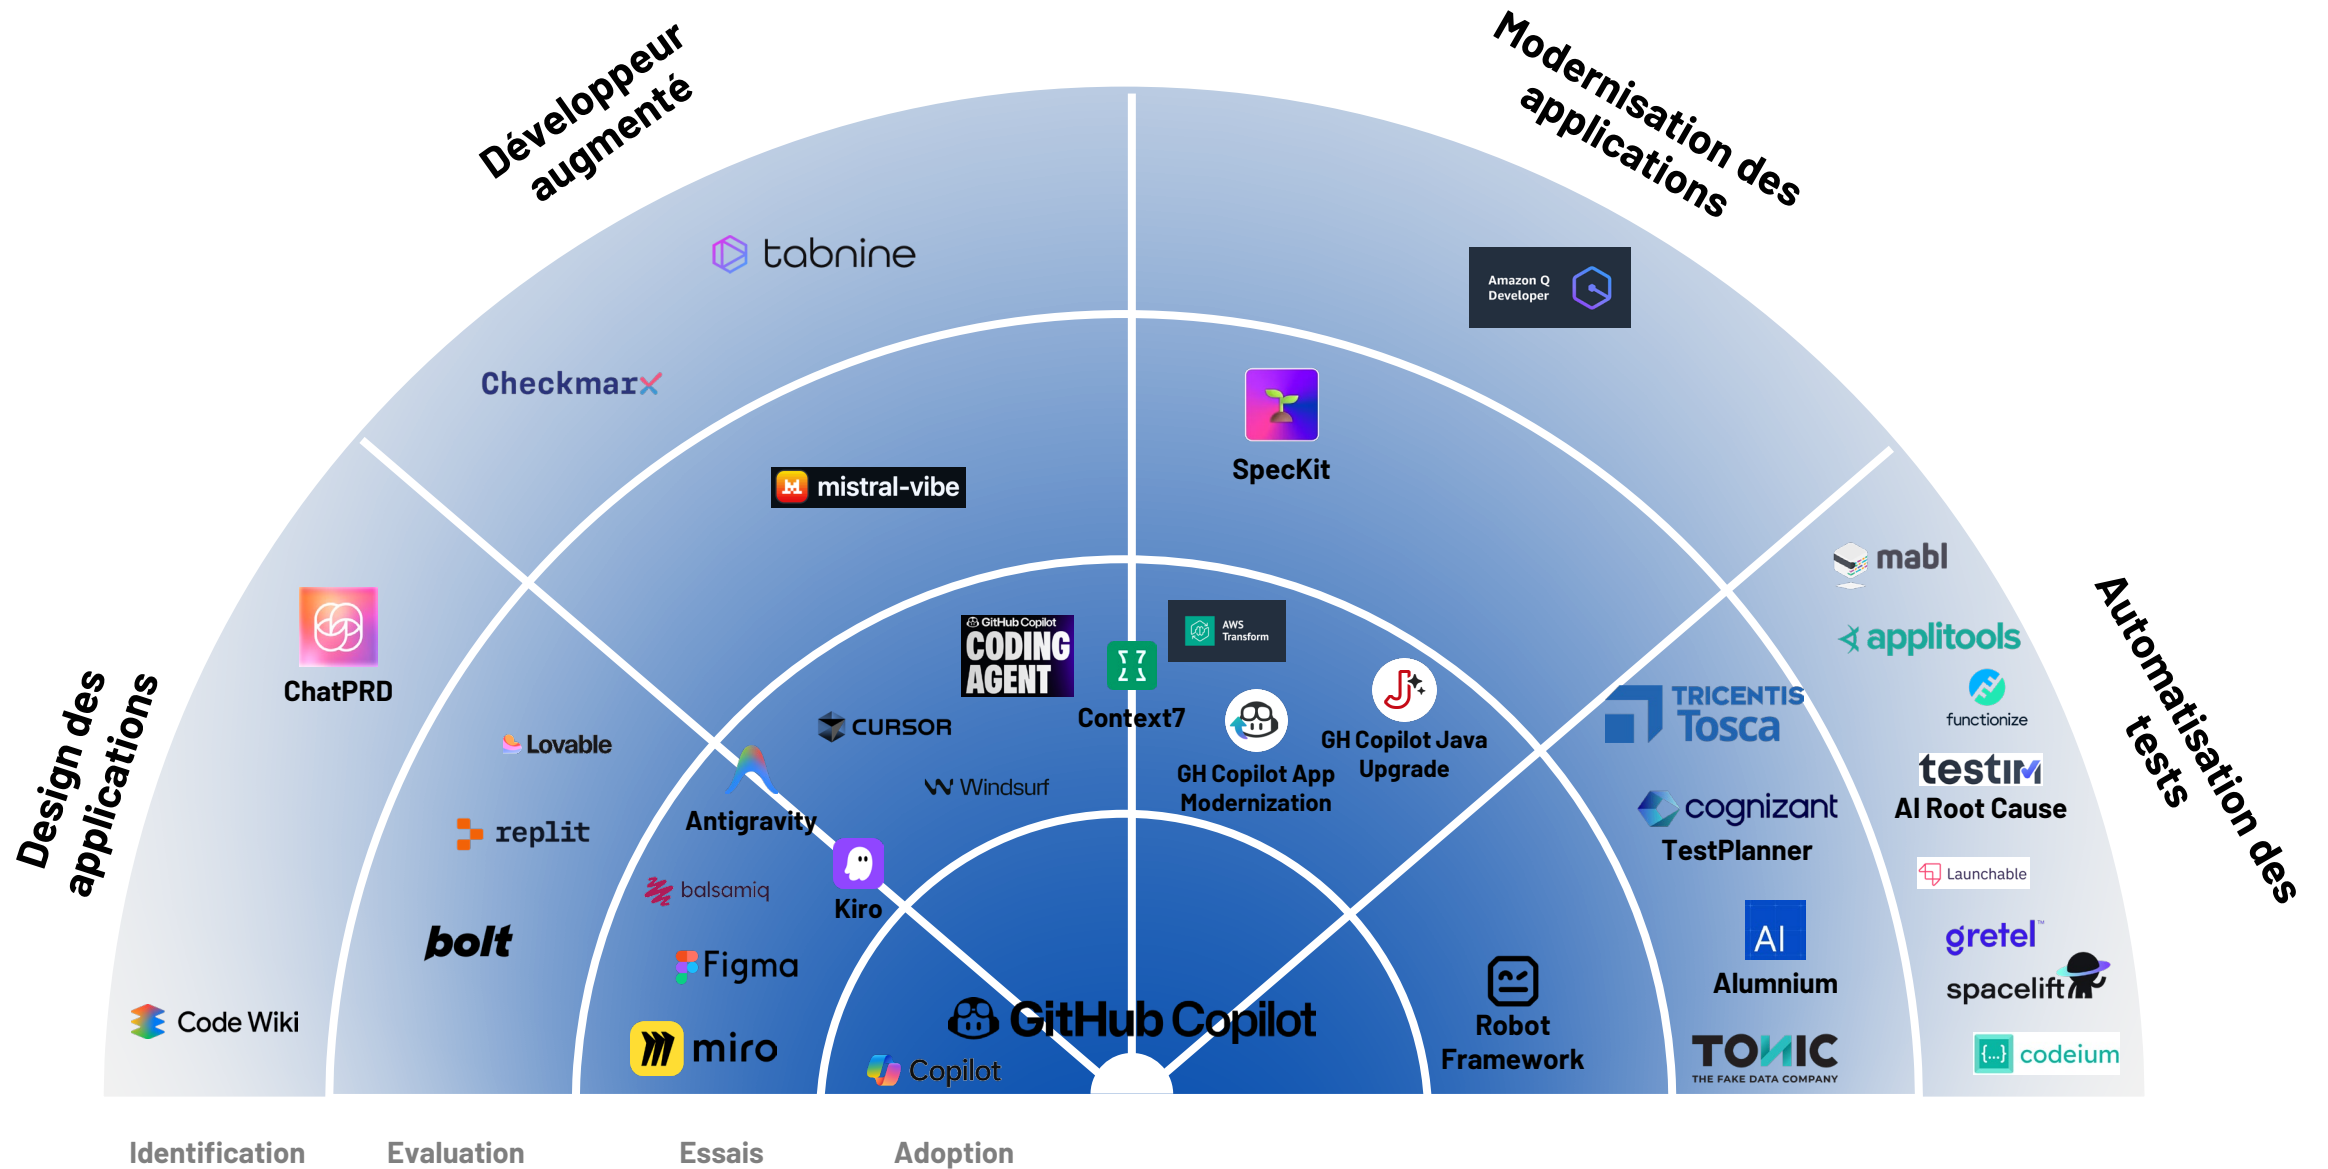 Développeur
augmenté
Modernisation des
applications
Design des
applications
Automatisation des
tests
tabnine
Checkmarx
Amazon Q
Developer
mistral-vibe
SpecKit
ChatPRD
Code Wiki
Lovable
replit
bolt
GitHub Copilot
CODING
AGENT
Context7
AWS
Transform
CURSOR
Windsurf
GH Copilot App
Modernization
GH Copilot Java
Upgrade
Antigravity
Kiro
balsamiq
Figma
miro
GitHub Copilot
Copilot
Robot
Framework
TRICENTIS
Tosca
cognizant
TestPlanner
AI
Alumnium
TONIC
THE FAKE DATA COMPANY
mabl
applitools
functionize
testim
AI Root Cause
Launchable
gretel™
spacelift
{...} codeium
Identification
Evaluation
Essais
Adoption